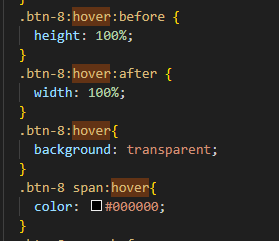 .btn-8:hover:before {
height: 100%;
}
.btn-8:hover:after {
width: 100%;
}
.btn-8:hover{
background: transparent;
}
.btn-8 span:hover{
color: #000000;
}